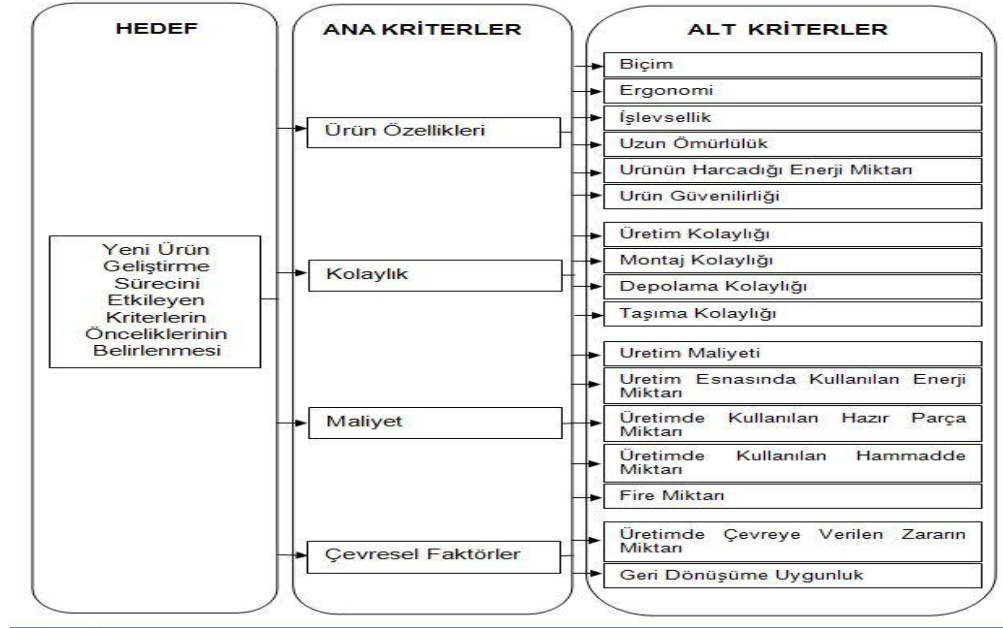 HEDEF
Yeni Ürün
Geliştirme
Sürecini
Etkileyen
Kriterlerin
Önceliklerinin
Belirlenmesi
ANA KRİTERLER
Ürün Özellikleri
Kolaylık
Maliyet
Çevresel Faktörler
ALT KRİTERLER
Biçim
Ergonomi
İşlevsellik
Uzun Ömürlülük
Urünün Harcadığı Enerji Miktarı
Urün Güvenilirliği
Üretim Kolaylığı
Montaj Kolaylığı
Depolama Kolaylığı
Taşıma Kolaylığı
Uretim Maliyeti
Uretim Esnasında Kullanılan Enerji
Miktarı
Üretimde Kullanılan Hazır Parça
Miktarı
Üretimde Kullanılan Hammadde
Miktarı
Fire Miktarı
Üretimde Çevreye Verilen Zararın
Miktarı
Geri Dönüşüme Uygunluk